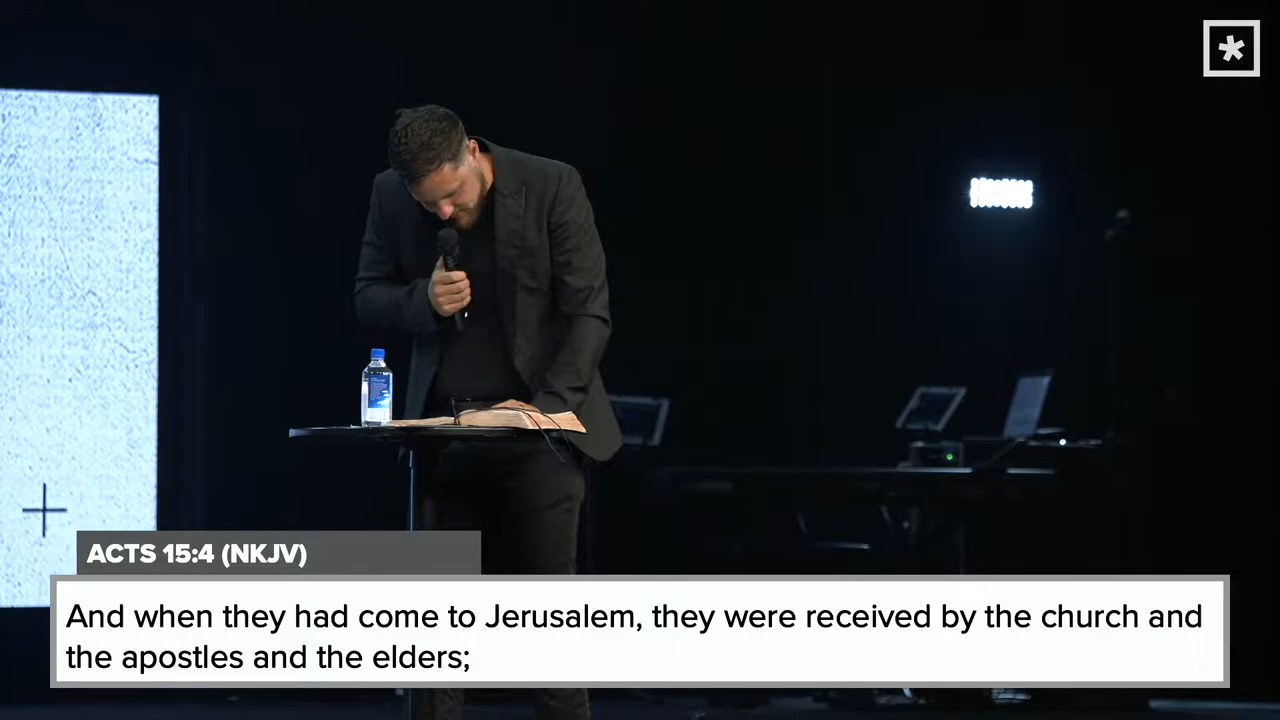 ACTS 15:4 (NKJV)
And when they had come to Jerusalem, they were received by the church and
the apostles and the elders;